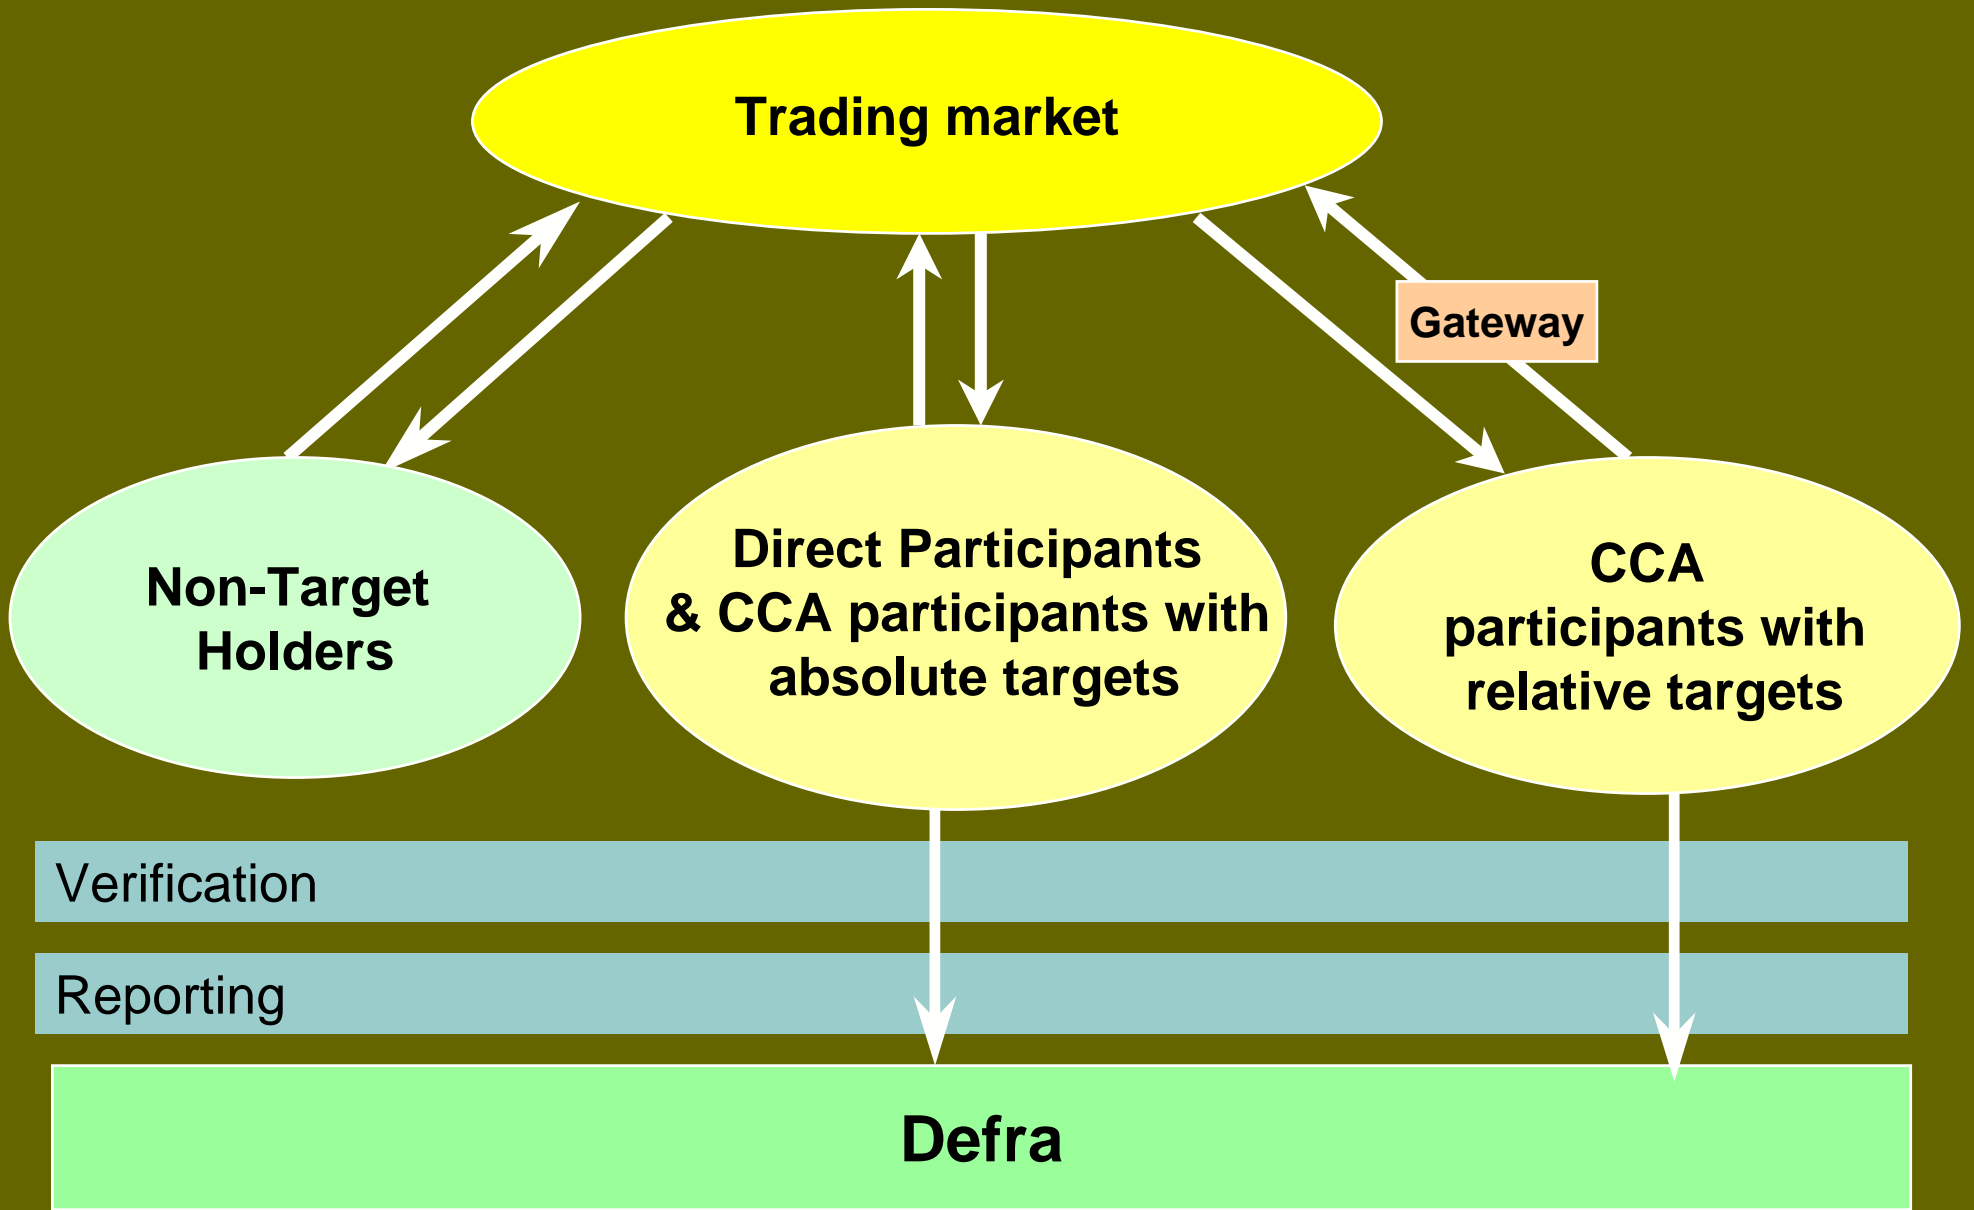 Trading market
Gateway
Non-Target
Holders
Direct Participants
& CCA participants with
absolute targets
CCA
participants with
relative targets
Verification
Reporting
Defra